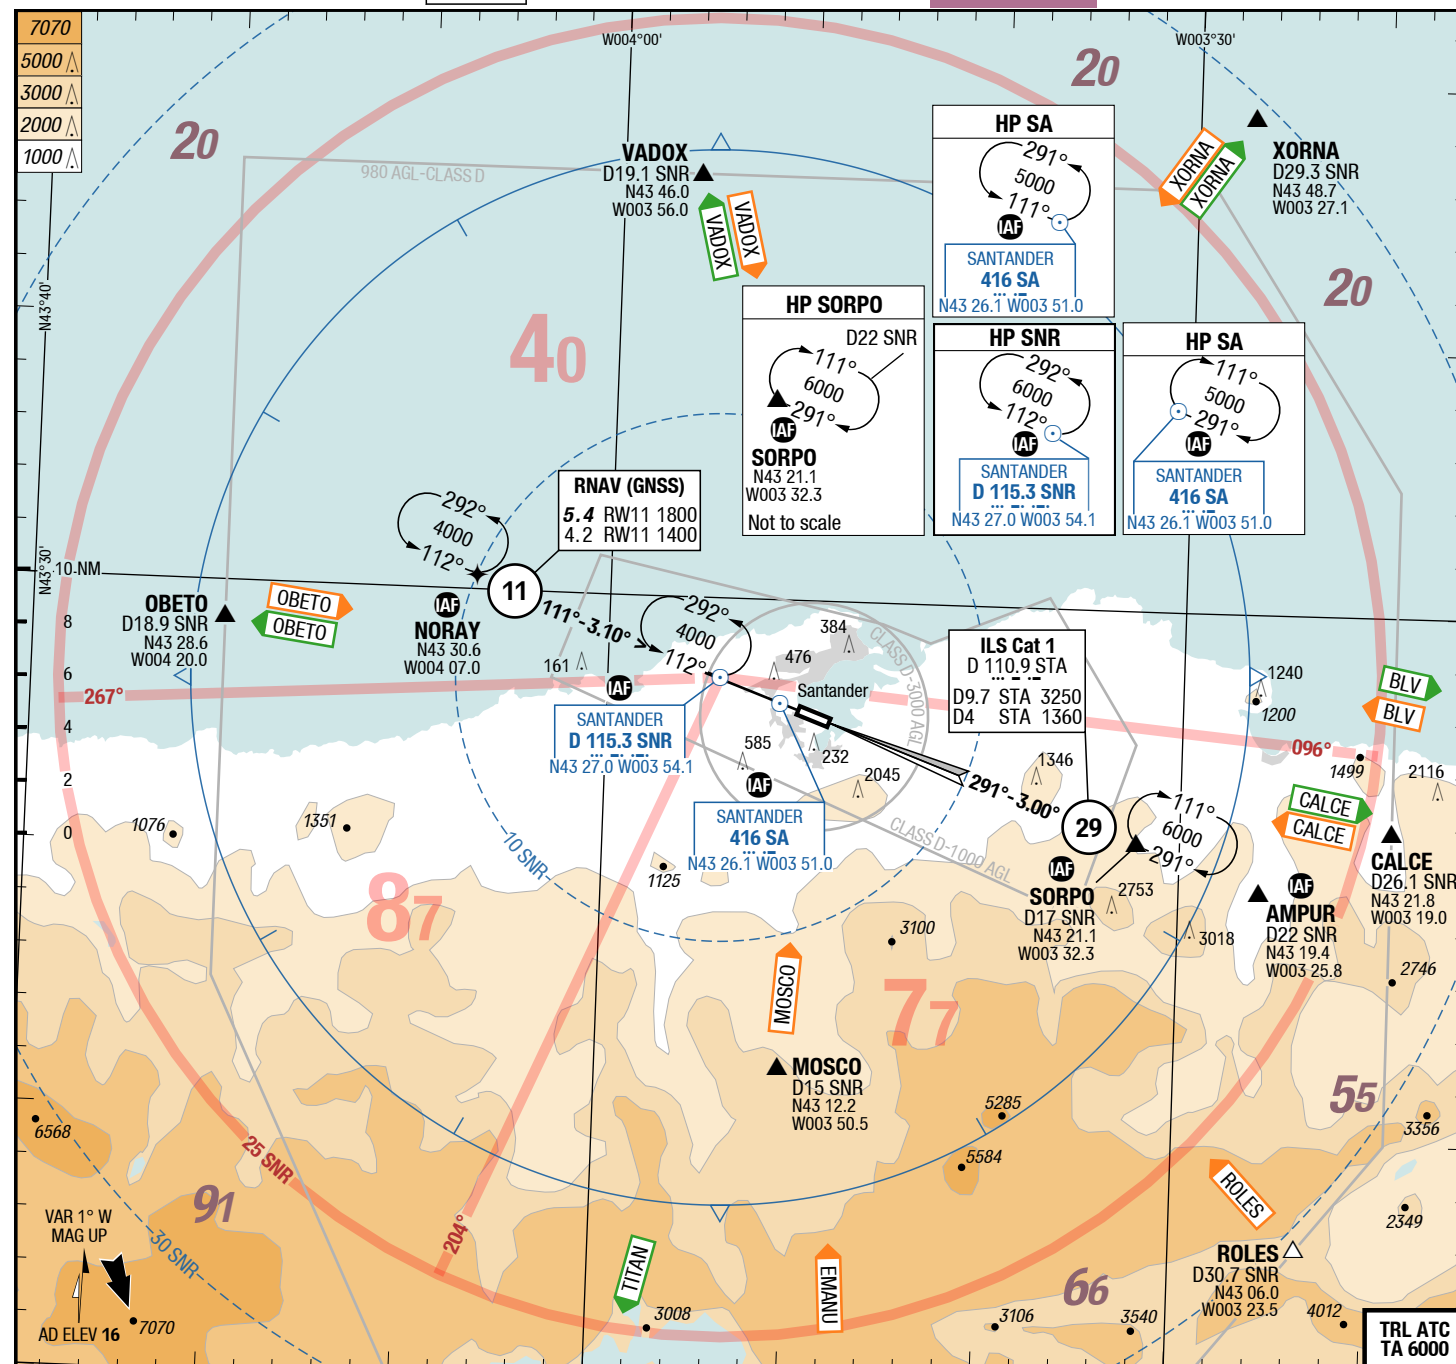 7070
5000
3000
2000
1000
W004°00'
W003°30'
20
20
20
980 AGL-CLASS D
VADOX
D19.1 SNR
N43 46.0
W003 56.0
VADOX
VADOX
XORNA
XORNA
XORNA
D29.3 SNR
N43 48.7
W003 27.1
HP SA
291°
5000
111°
IAF
SANTANDER
416 SA
N43 26.1 W003 51.0
N43°40'
40
HP SORPO
D22 SNR
111°
6000
291°
IAF
SORPO
N43 21.1
W003 32.3
Not to scale
HP SNR
292°
6000
112°
IAF
SANTANDER
D 115.3 SNR
N43 27.0 W003 54.1
HP SA
111°
5000
291°
IAF
SANTANDER
416 SA
N43 26.1 W003 51.0
RNAV (GNSS)
5.4 RW11 1800
4.2 RW11 1400
292°
4000
112°
11
N43°30'
10 NM
8
6
4
2
0
OBETO
D18.9 SNR
N43 28.6
W004 20.0
OBETO
OBETO
IAF
NORAY
N43 30.6
W004 07.0
111°-3.10°
292°
4000
112°
161
384
476
CLASS D-3000 AGL
ILS Cat 1
D 110.9 STA
D9.7 STA 3250
D4 STA 1360
1240
1200
BLV
BLV
267°
IAF
Santander
SANTANDER
D 115.3 SNR
N43 27.0 W003 54.1
585
232
2045
1346
096°
1499
2116
291°-3.00°
29
111°
6000
291°
CALCE
CALCE
CALCE
D26.1 SNR
N43 21.8
W003 19.0
IAF
SANTANDER
416 SA
N43 26.1 W003 51.0
CLASS D-1000 AGL
1076
1351
10 SNR
1125
IAF
SORPO
D17 SNR
N43 21.1
W003 32.3
2753
3018
IAF
AMPUR
D22 SNR
N43 19.4
W003 25.8
87
3100
2746
MOSCO
77
MOSCO
D15 SNR
N43 12.2
W003 50.5
5285
5584
55
3356
6568
25 SNR
91
VAR 1° W
MAG UP
30 SNR
204°
ROLES
2349
ROLES
D30.7 SNR
N43 06.0
W003 23.5
TITAN
EMANU
66
AD ELEV 16
7070
3008
3106
3540
4012
TRL ATC
TA 6000